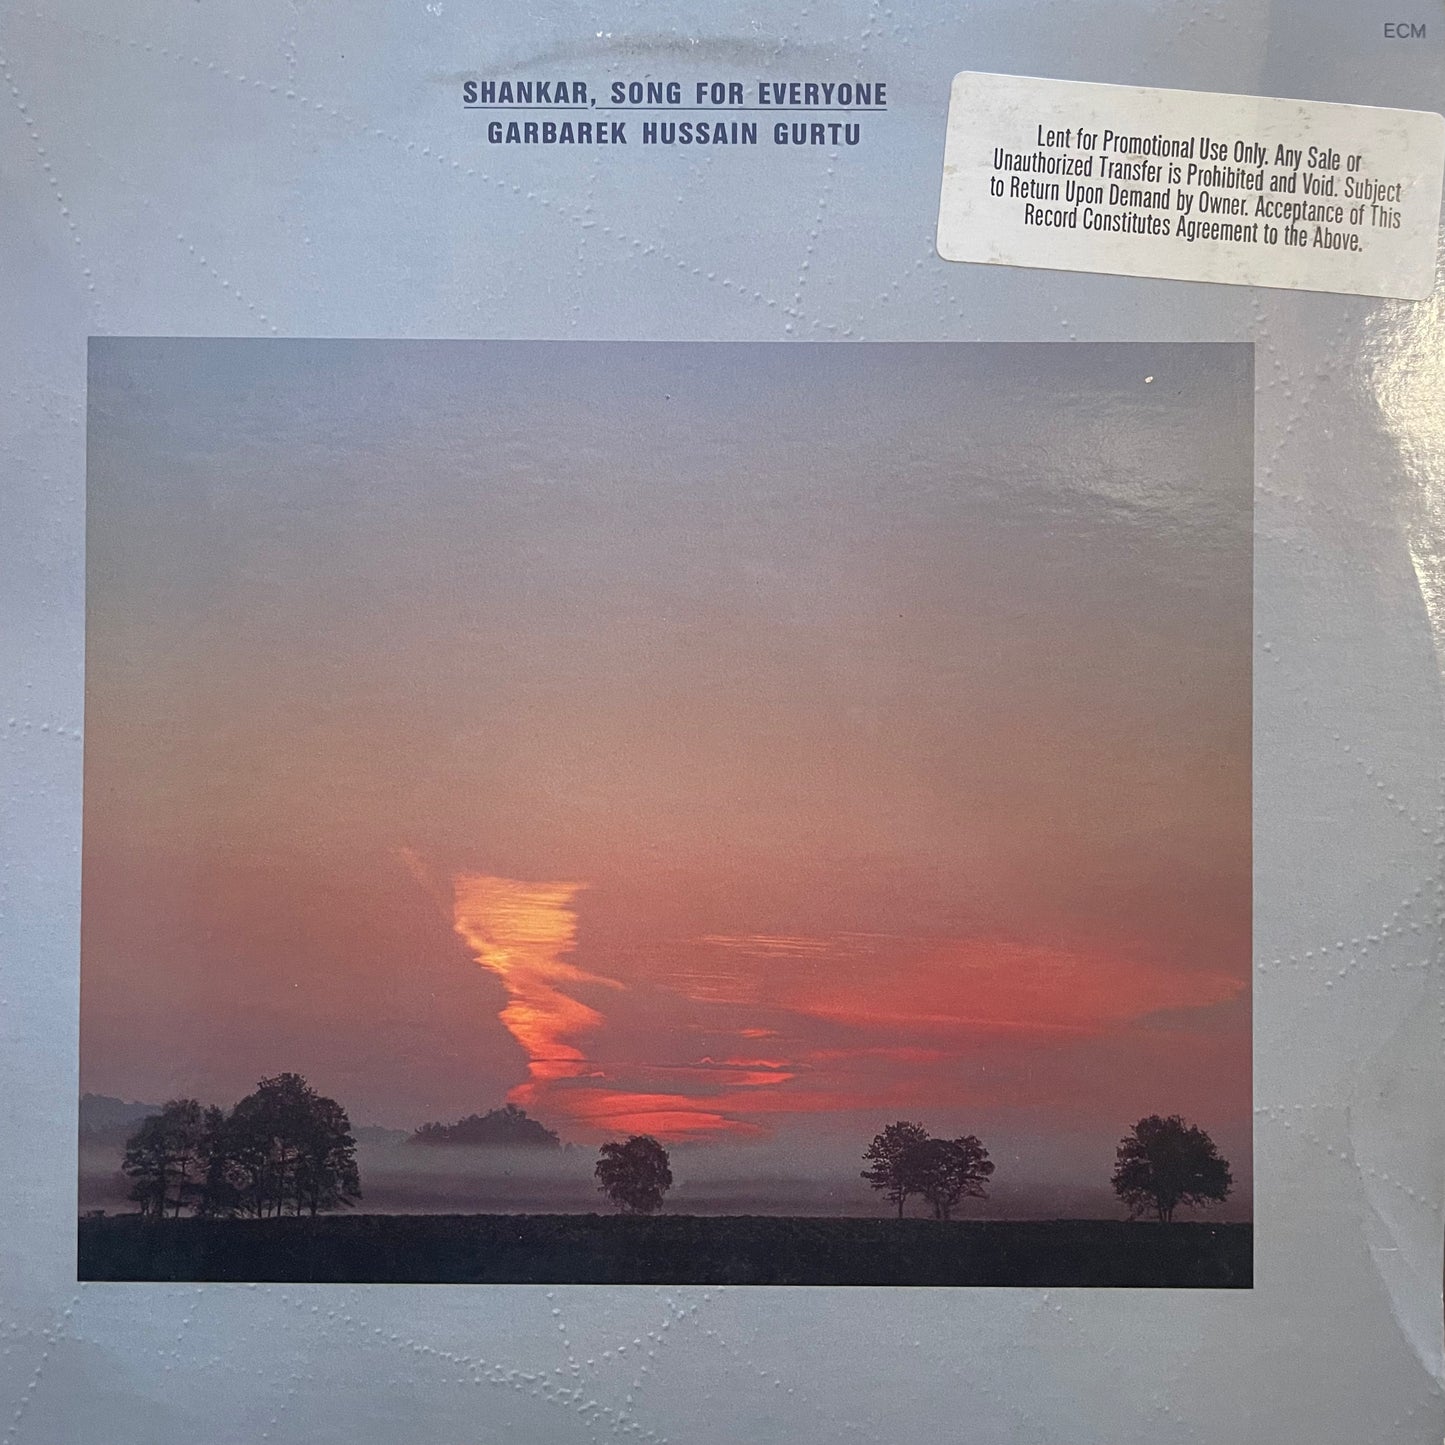 ECM
SHANKAR, SONG FOR EVERYONE
GARBAREK HUSSAIN GURTU
Lent for Promotional Use Only. Any Sale or
Unauthorized Transfer is Prohibited and Void. Subject
to Return Upon Demand by Owner. Acceptance of This
Record Constitutes Agreement to the Above.